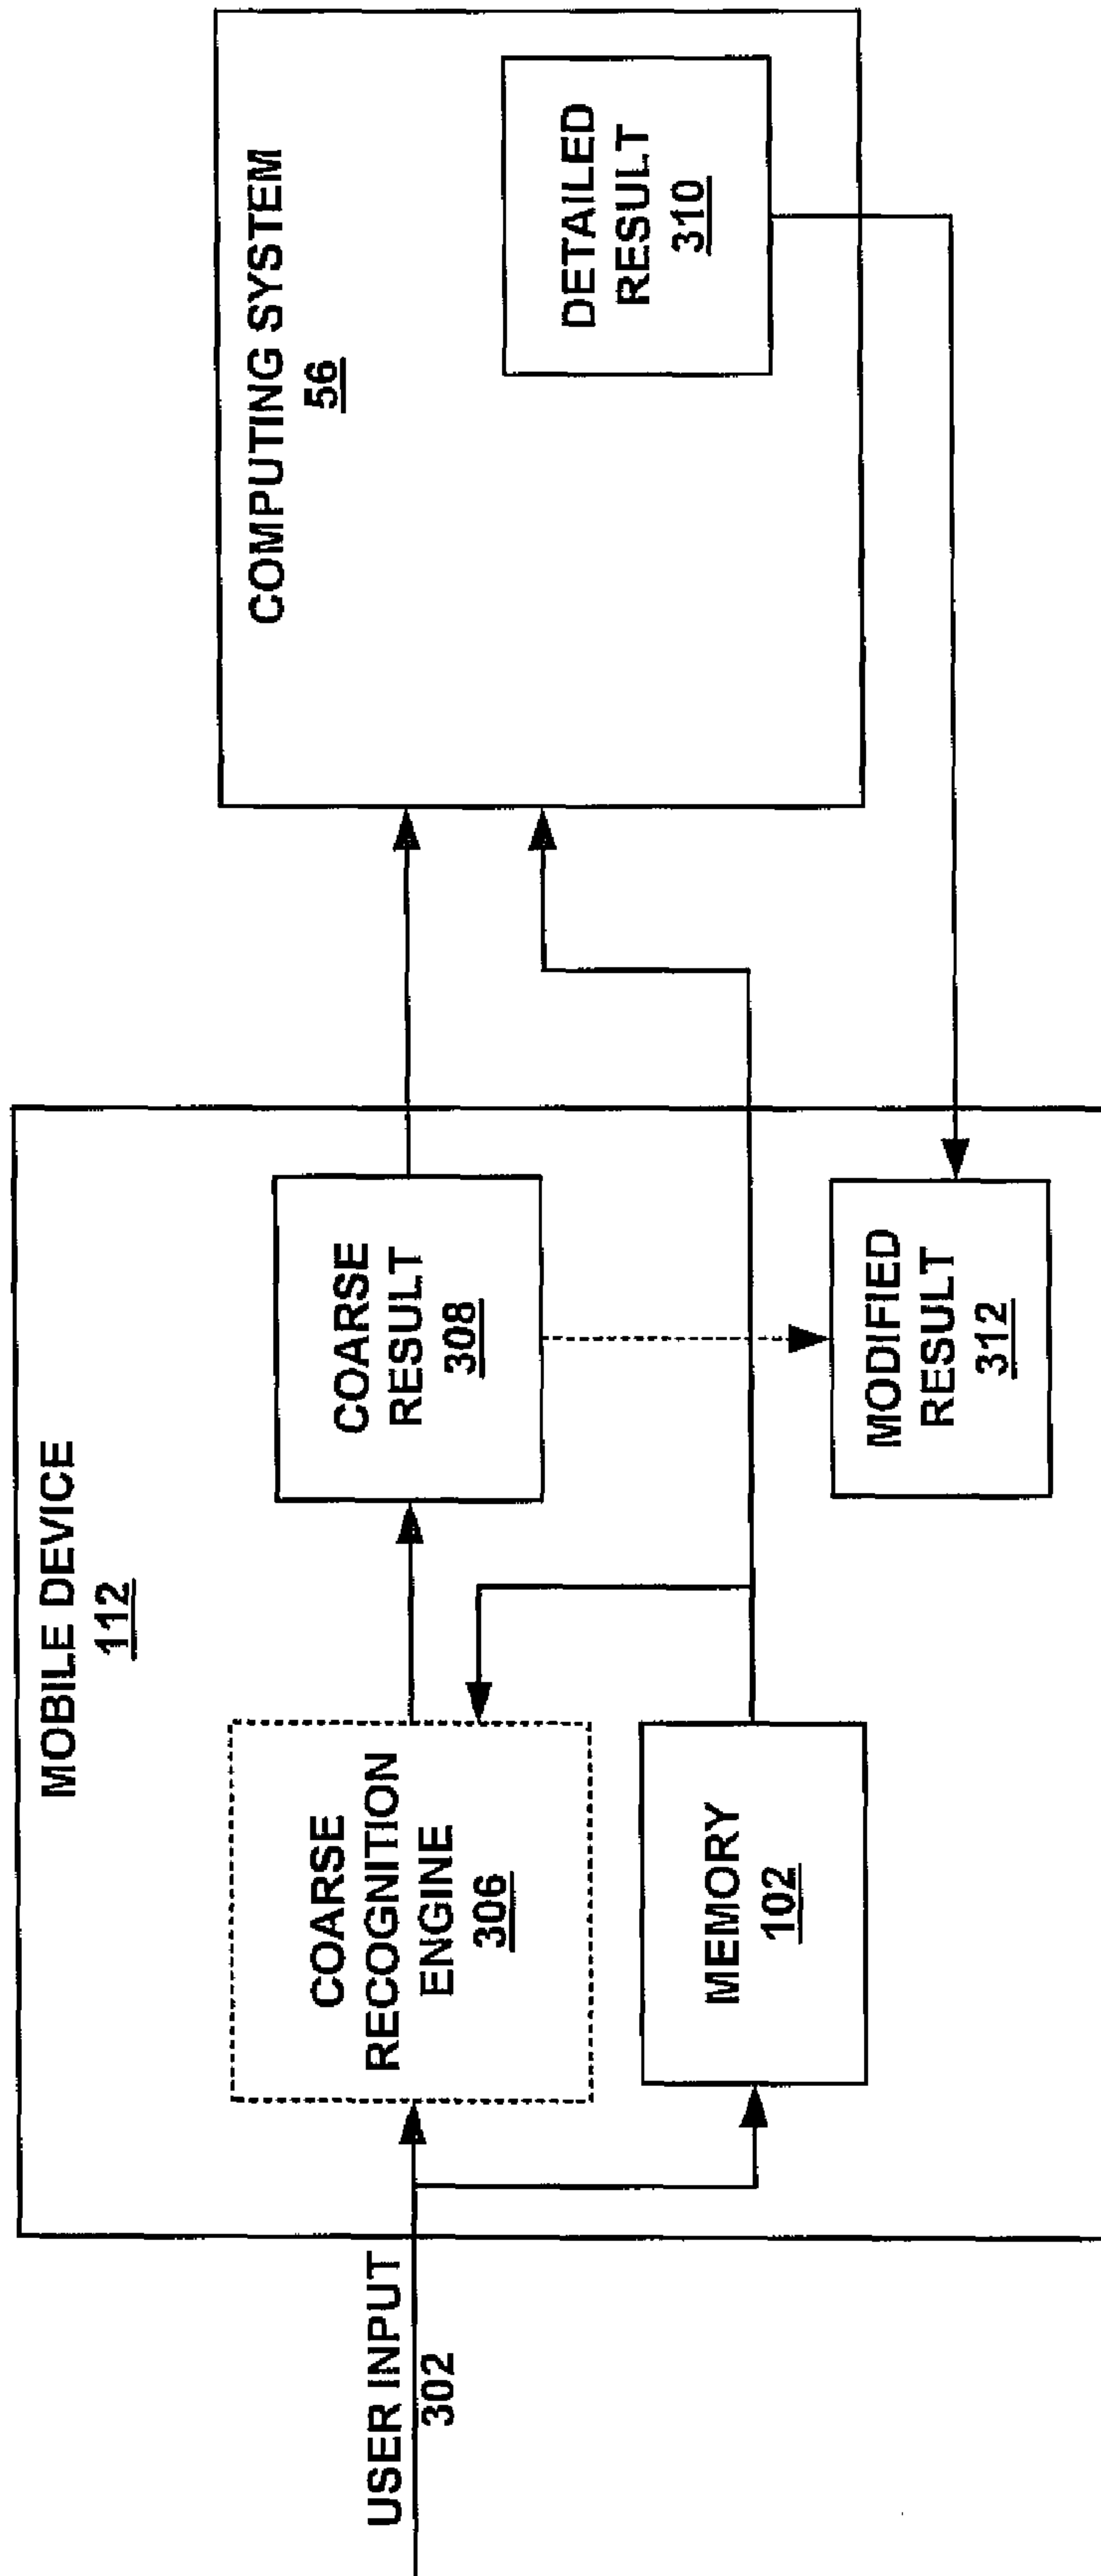 MOBILE DEVICE
112
USER INPUT
302
COARSE
RECOGNITION
ENGINE
306
COARSE
RESULT
308
MEMORY
102
MODIFIED
RESULT
312
COMPUTING SYSTEM
56
DETAILED
RESULT
310